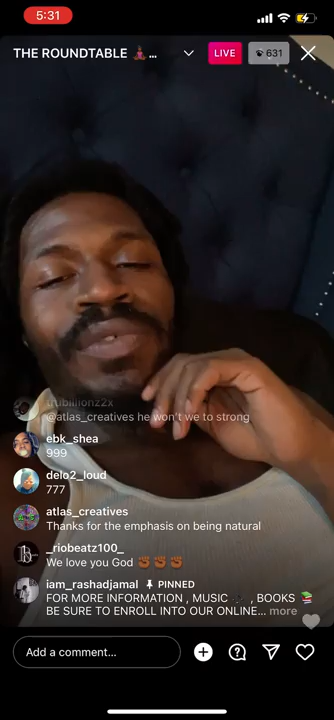 5:31
THE ROUNDTABLE 🧘🏾‍♂️...
LIVE
631
trubillionz2x
@atlas_creatives he won't we to strong
ebk_shea
999
delo2_loud
777
atlas_creatives
Thanks for the emphasis on being natural
_riobeatz100_
We love you God ✊🏾✊🏾✊🏾
iam_rashadjamal PINNED
FOR MORE INFORMATION , MUSIC 🎶 , BOOKS 📚
BE SURE TO ENROLL INTO OUR ONLINE... more
Add a comment...